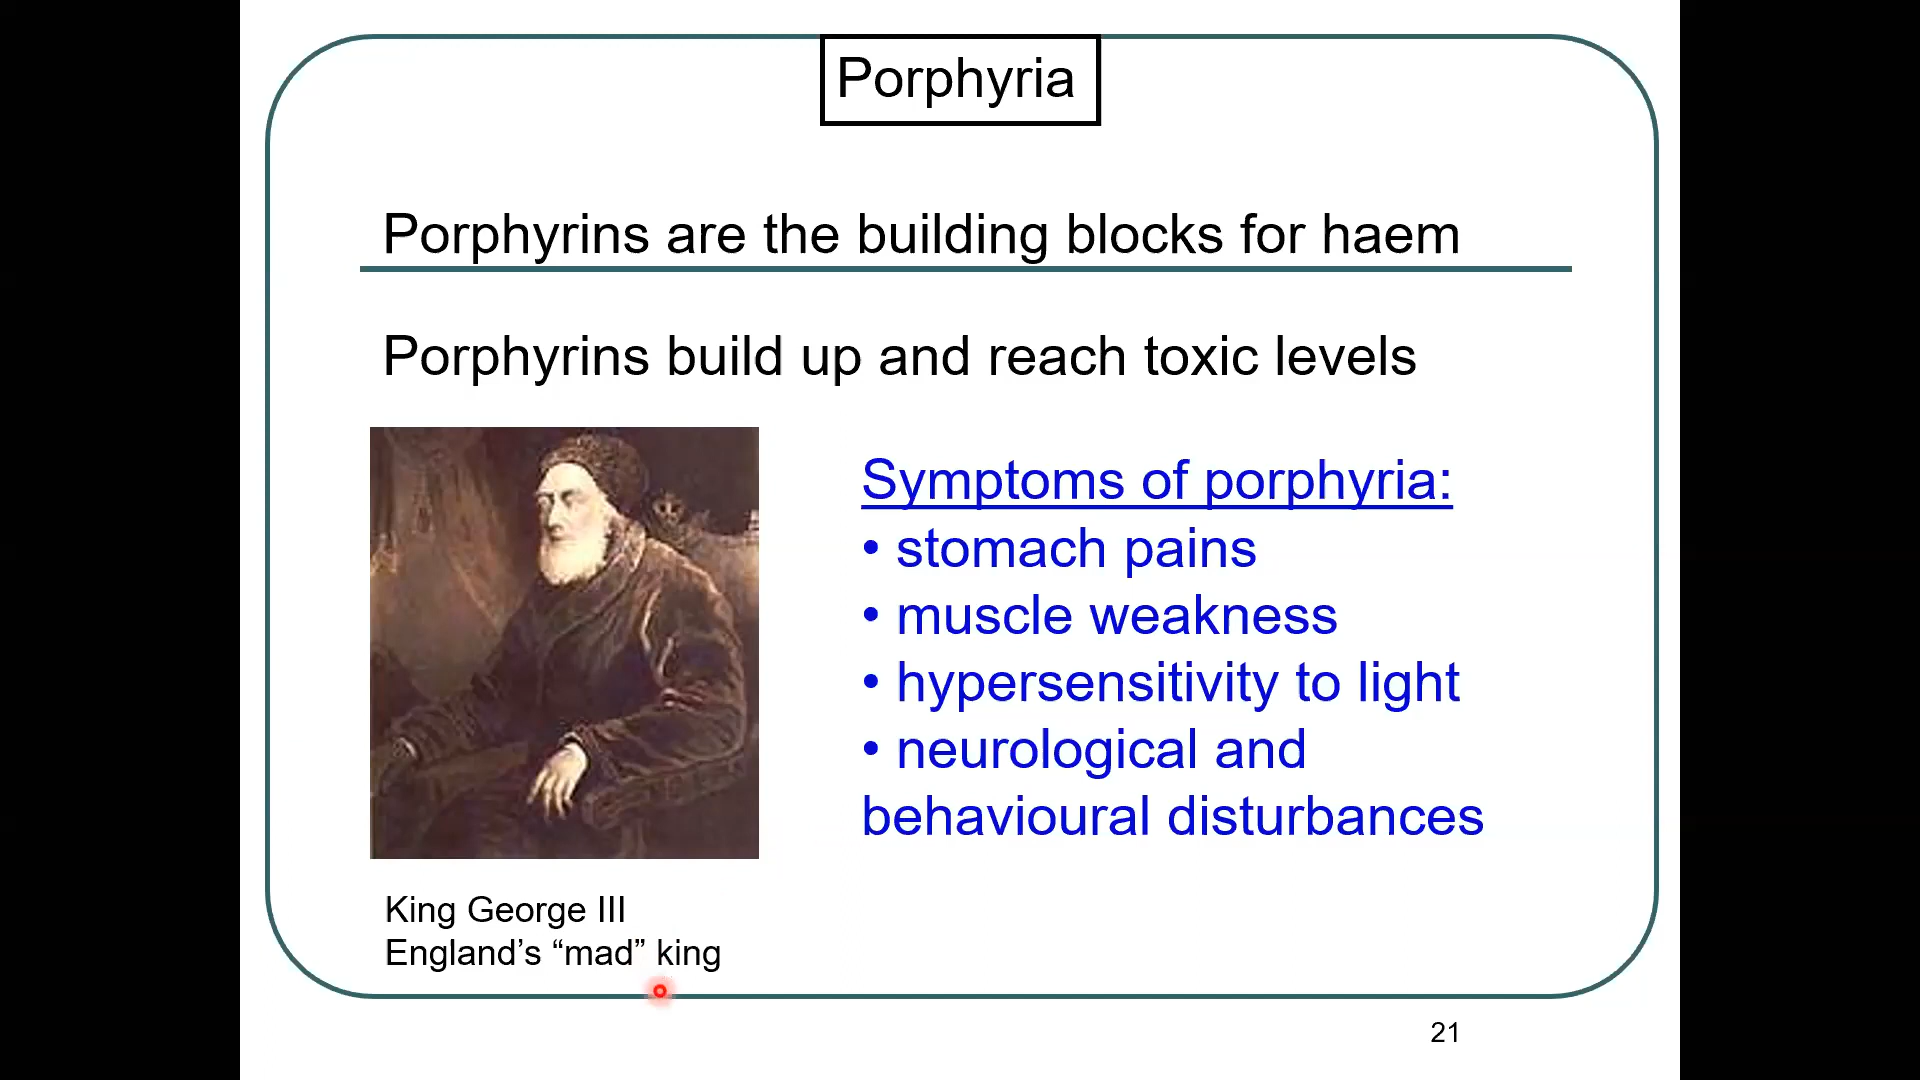 Porphyria
Porphyrins are the building blocks for haem
Porphyrins build up and reach toxic levels
Symptoms of porphyria:
• stomach pains
• muscle weakness
• hypersensitivity to light
• neurological and
behavioural disturbances
King George III
England’s “mad” king
21